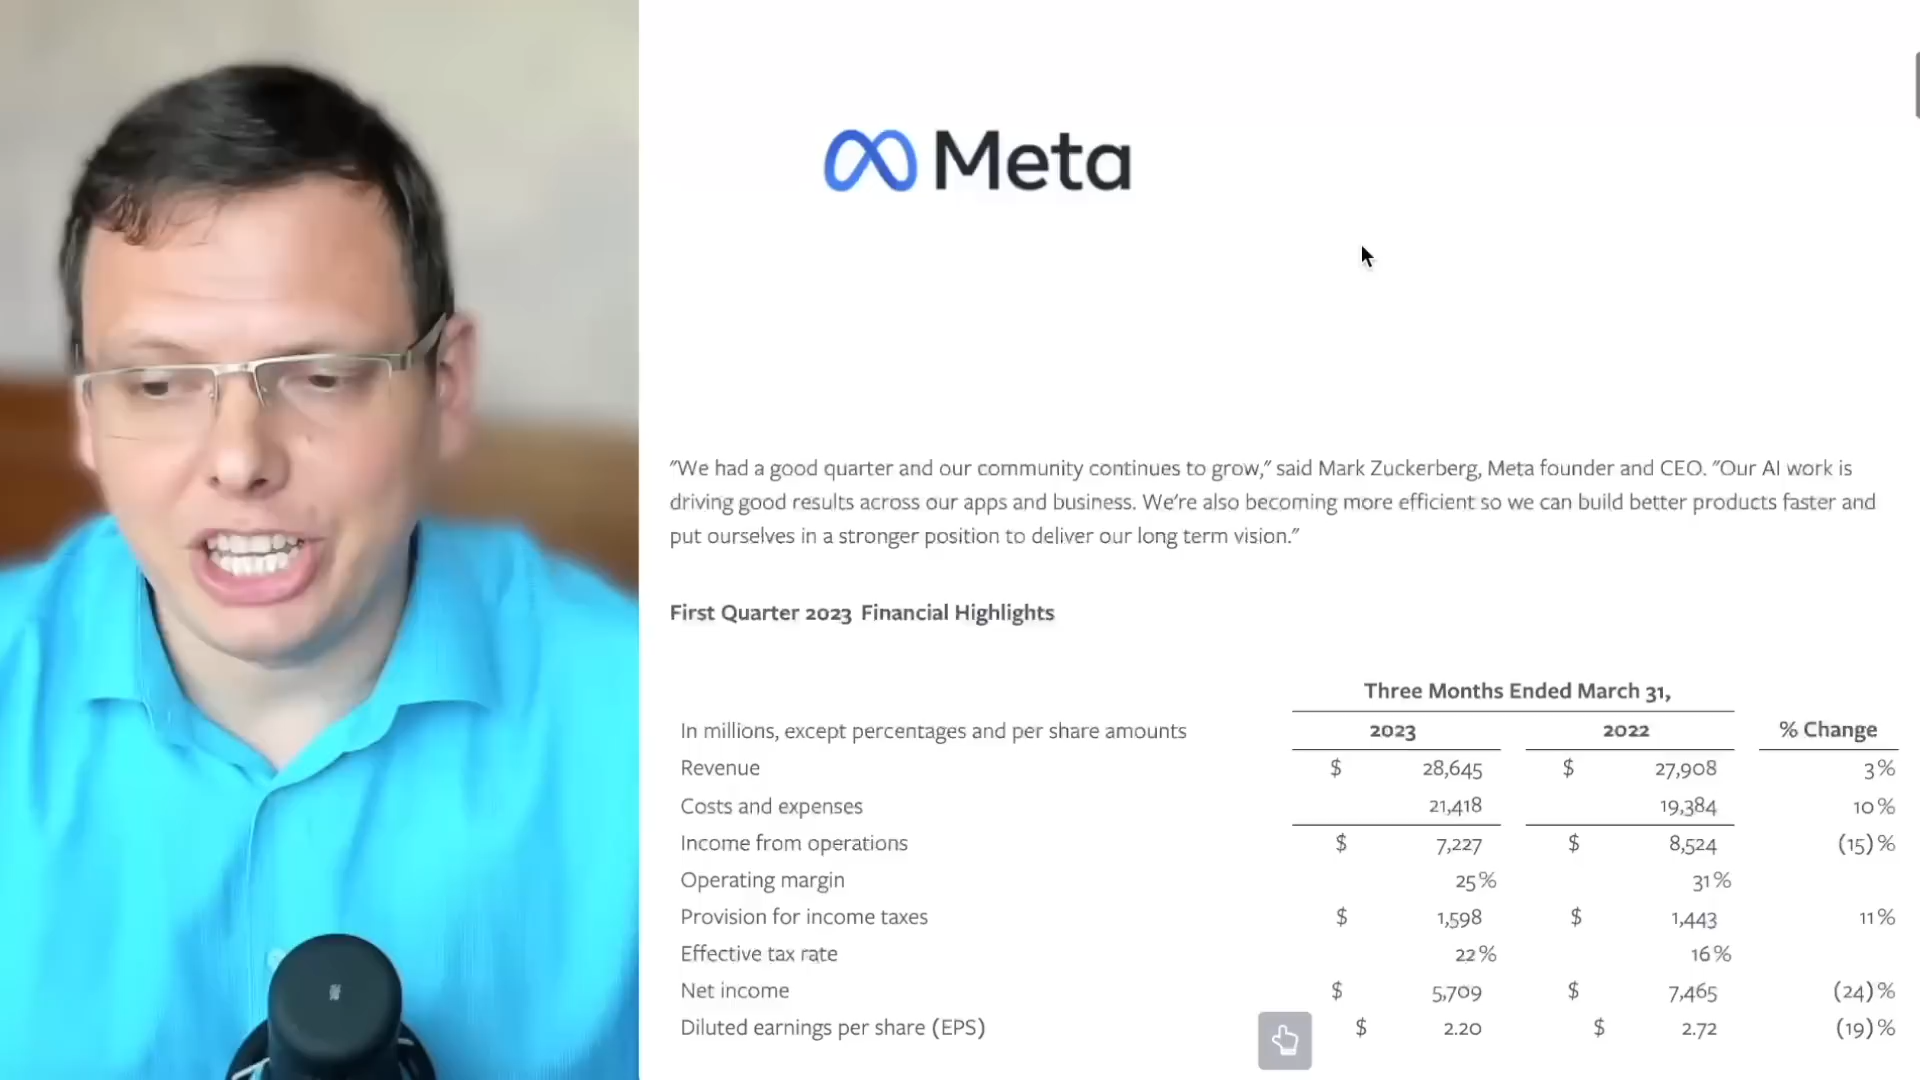 Meta
"We had a good quarter and our community continues to grow," said Mark Zuckerberg, Meta founder and CEO. "Our AI work is
driving good results across our apps and business. We're also becoming more efficient so we can build better products faster and
put ourselves in a stronger position to deliver our long term vision."
First Quarter 2023 Financial Highlights
Three Months Ended March 31,
In millions, except percentages and per share amounts 2023 2022 % Change
Revenue $ 28,645 $ 27,908 3%
Costs and expenses 21,418 19,384 10%
Income from operations $ 7,227 $ 8,524 (15)%
Operating margin 25% 31%
Provision for income taxes $ 1,598 $ 1,443 11%
Effective tax rate 22% 16%
Net income $ 5,709 $ 7,465 (24)%
Diluted earnings per share (EPS) $ 2.20 $ 2.72 (19)%